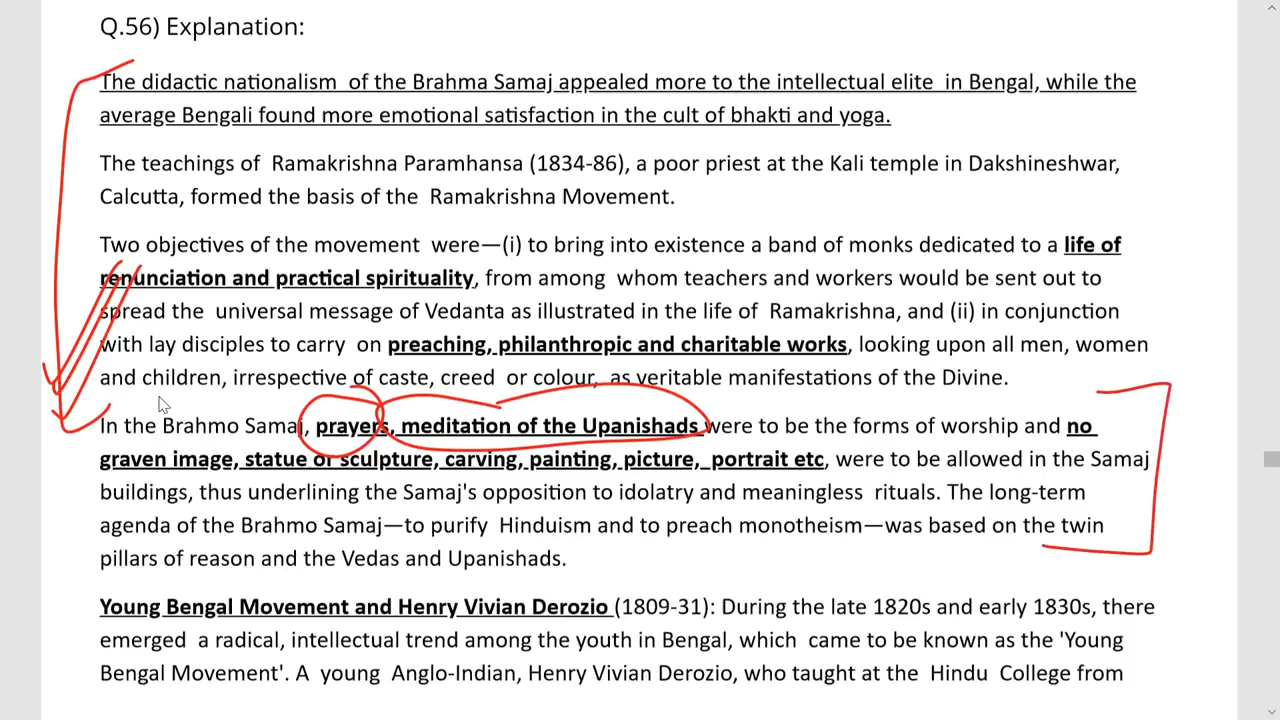 Q.56) Explanation:
The didactic nationalism of the Brahma Samaj appealed more to the intellectual elite in Bengal, while the
average Bengali found more emotional satisfaction in the cult of bhakti and yoga.
The teachings of Ramakrishna Paramhansa (1834-86), a poor priest at the Kali temple in Dakshineshwar,
Calcutta, formed the basis of the Ramakrishna Movement.
Two objectives of the movement were—(i) to bring into existence a band of monks dedicated to a life of
renunciation and practical spirituality, from among whom teachers and workers would be sent out to
spread the universal message of Vedanta as illustrated in the life of Ramakrishna, and (ii) in conjunction
with lay disciples to carry on preaching, philanthropic and charitable works, looking upon all men, women
and children, irrespective of caste, creed or colour, as veritable manifestations of the Divine.
In the Brahmo Samaj, prayers, meditation of the Upanishads were to be the forms of worship and no
graven image, statue or sculpture, carving, painting, picture, portrait etc, were to be allowed in the Samaj
buildings, thus underlining the Samaj's opposition to idolatry and meaningless rituals. The long-term
agenda of the Brahmo Samaj—to purify Hinduism and to preach monotheism—was based on the twin
pillars of reason and the Vedas and Upanishads.
Young Bengal Movement and Henry Vivian Derozio (1809-31): During the late 1820s and early 1830s, there
emerged a radical, intellectual trend among the youth in Bengal, which came to be known as the 'Young
Bengal Movement'. A young Anglo-Indian, Henry Vivian Derozio, who taught at the Hindu College from